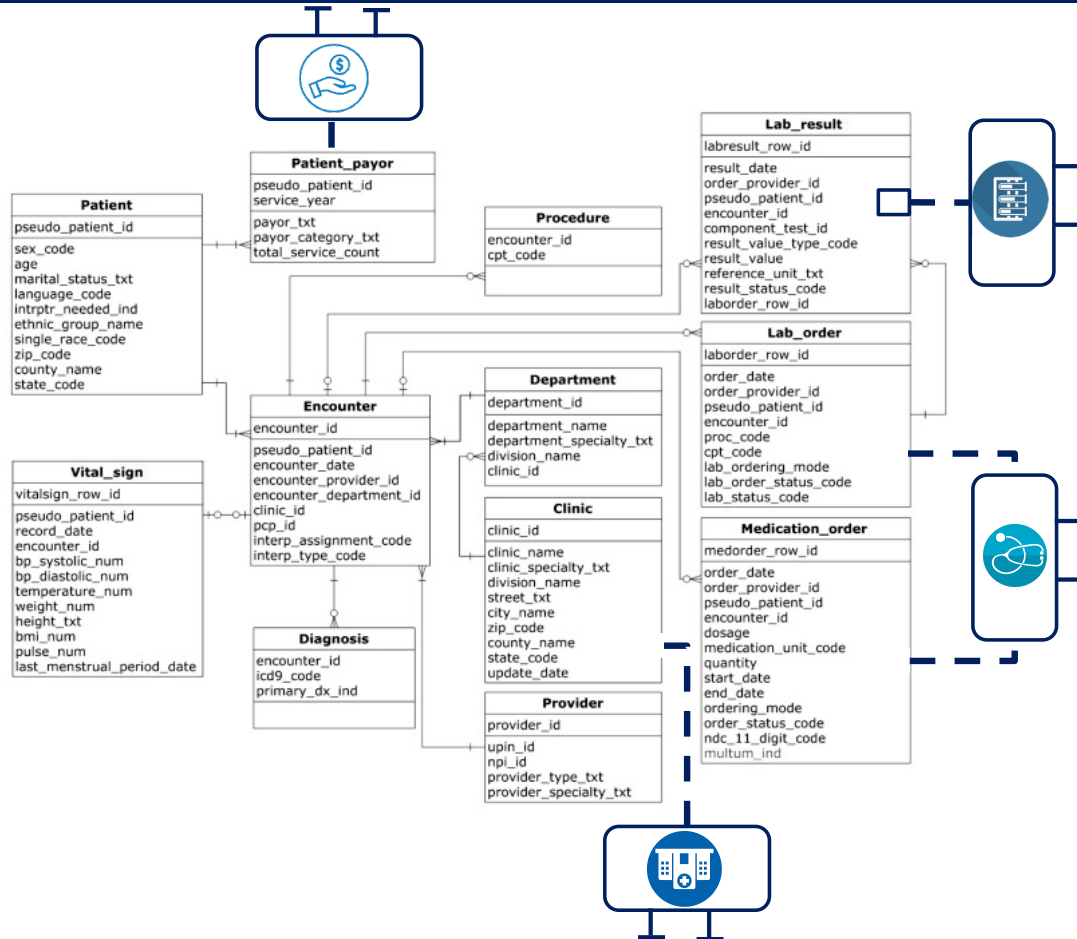 $
Patient_payor
pseudo_patient_id
service_year
payor_txt
payor_category_txt
total_service_count
Patient
pseudo_patient_id
sex_code
age
marital_status_txt
language_code
intrptr_needed_ind
ethnic_group_name
single_race_code
zip_code
county_name
state_code
Procedure
encounter_id
cpt_code
Lab_result
labresult_row_id
result_date
order_provider_id
pseudo_patient_id
encounter_id
component_test_id
result_value_type_code
result_value
reference_unit_txt
result_status_code
laborder_row_id
Lab_order
laborder_row_id
order_date
order_provider_id
pseudo_patient_id
encounter_id
proc_code
cpt_code
lab_ordering_mode
lab_order_status_code
lab_status_code
Department
department_id
department_name
department_specialty_txt
division_name
clinic_id
Encounter
encounter_id
pseudo_patient_id
encounter_date
encounter_provider_id
encounter_department_id
clinic_id
pcp_id
interp_assignment_code
interp_type_code
Vital_sign
vitalsign_row_id
pseudo_patient_id
record_date
encounter_id
bp_systolic_num
bp_diastolic_num
temperature_num
weight_num
height_txt
bmi_num
pulse_num
last_menstrual_period_date
Clinic
clinic_id
clinic_name
clinic_specialty_txt
division_name
street_txt
city_name
zip_code
county_name
state_code
update_date
Medication_order
medorder_row_id
order_date
order_provider_id
pseudo_patient_id
encounter_id
dosage
medication_unit_code
quantity
start_date
end_date
ordering_mode
order_status_code
ndc_11_digit_code
multum_ind
Diagnosis
encounter_id
icd9_code
primary_dx_ind
Provider
provider_id
upin_id
npi_id
provider_type_txt
provider_specialty_txt